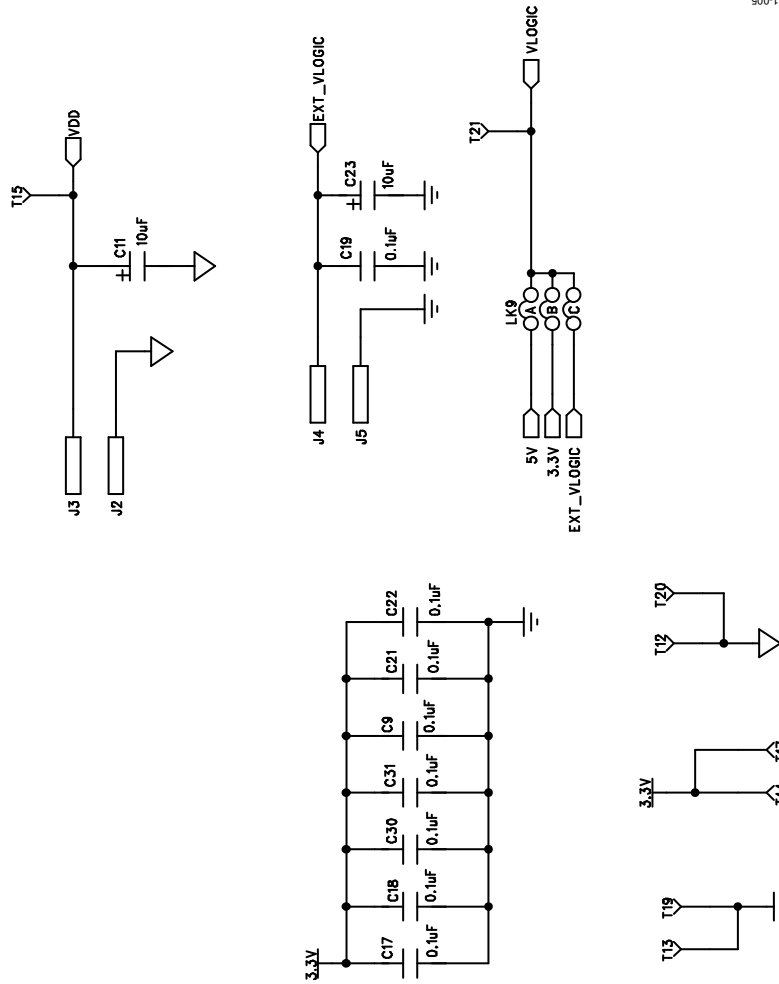 1-005
T15
VDD
C11
10uF
J3
J2
EXT_VLOGIC
C23
10uF
C19
0.1uF
J4
J5
VLOGIC
T21
LK9
A
B
C
5V
3.3V
EXT_VLOGIC
3.3V
C17
0.1uF
C18
0.1uF
C30
0.1uF
C31
0.1uF
C9
0.1uF
C21
0.1uF
C22
0.1uF
T20
T12
3.3V
T19
T13